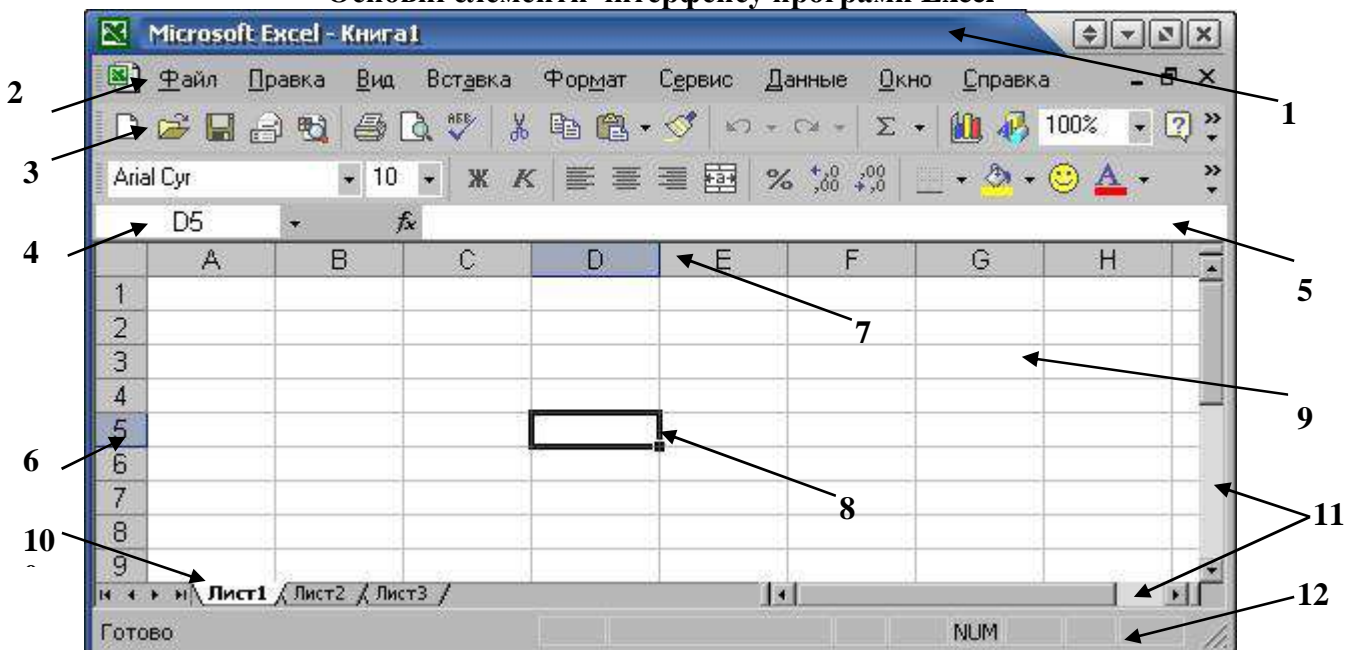 Основні елементи інтерфейсу програми Excel
Microsoft Excel - Книга1
1
2
Файл Правка Вид Вставка Формат Сервис Данные Окно Справка
3
100%
Arial Cyr 10 Ж К
4
D5 fx
5
A B C D E F G H
1
2
3
4
5
6
7
8
9
6
7
8
9
10
11
Лист1 Лист2 Лист3
12
Готово NUM